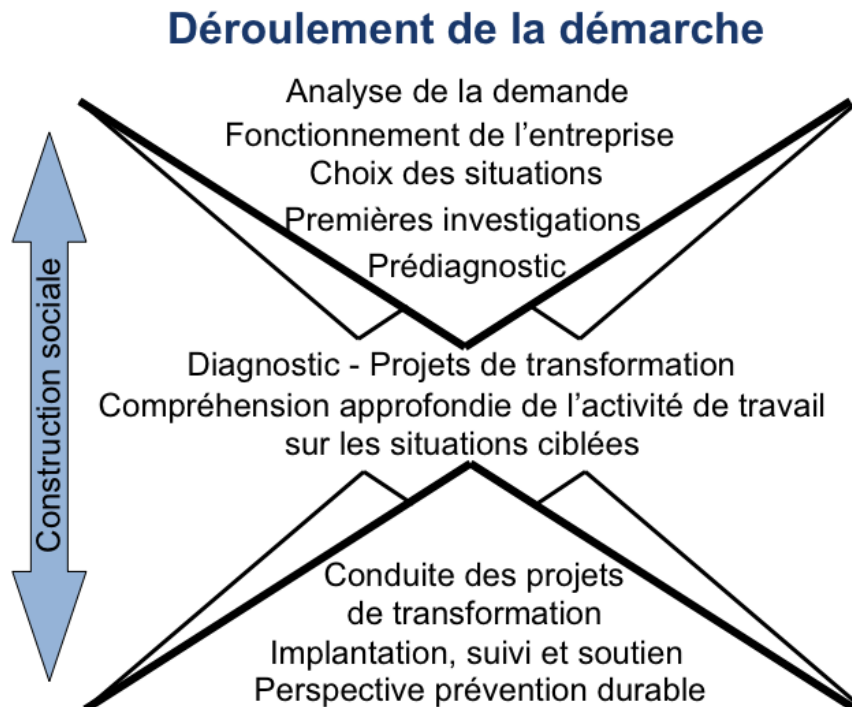 Déroulement de la démarche
Analyse de la demande
Fonctionnement de l’entreprise
Choix des situations
Premières investigations
Prédiagnostic
Construction sociale
Diagnostic - Projets de transformation
Compréhension approfondie de l’activité de travail
sur les situations ciblées
Conduite des projets
de transformation
Implantation, suivi et soutien
Perspective prévention durable